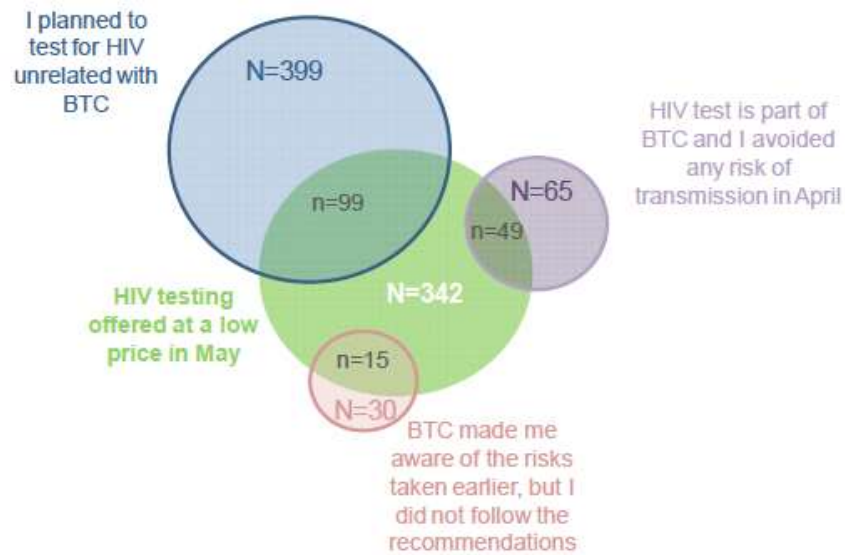 I planned to
test for HIV
unrelated with
BTC
N=399
HIV test is part of
BTC and I avoided
any risk of
transmission in April
N=65
n=99
n=49
HIV testing
offered at a low
price in May
N=342
n=15
N=30
BTC made me
aware of the risks
taken earlier, but I
did not follow the
recommendations